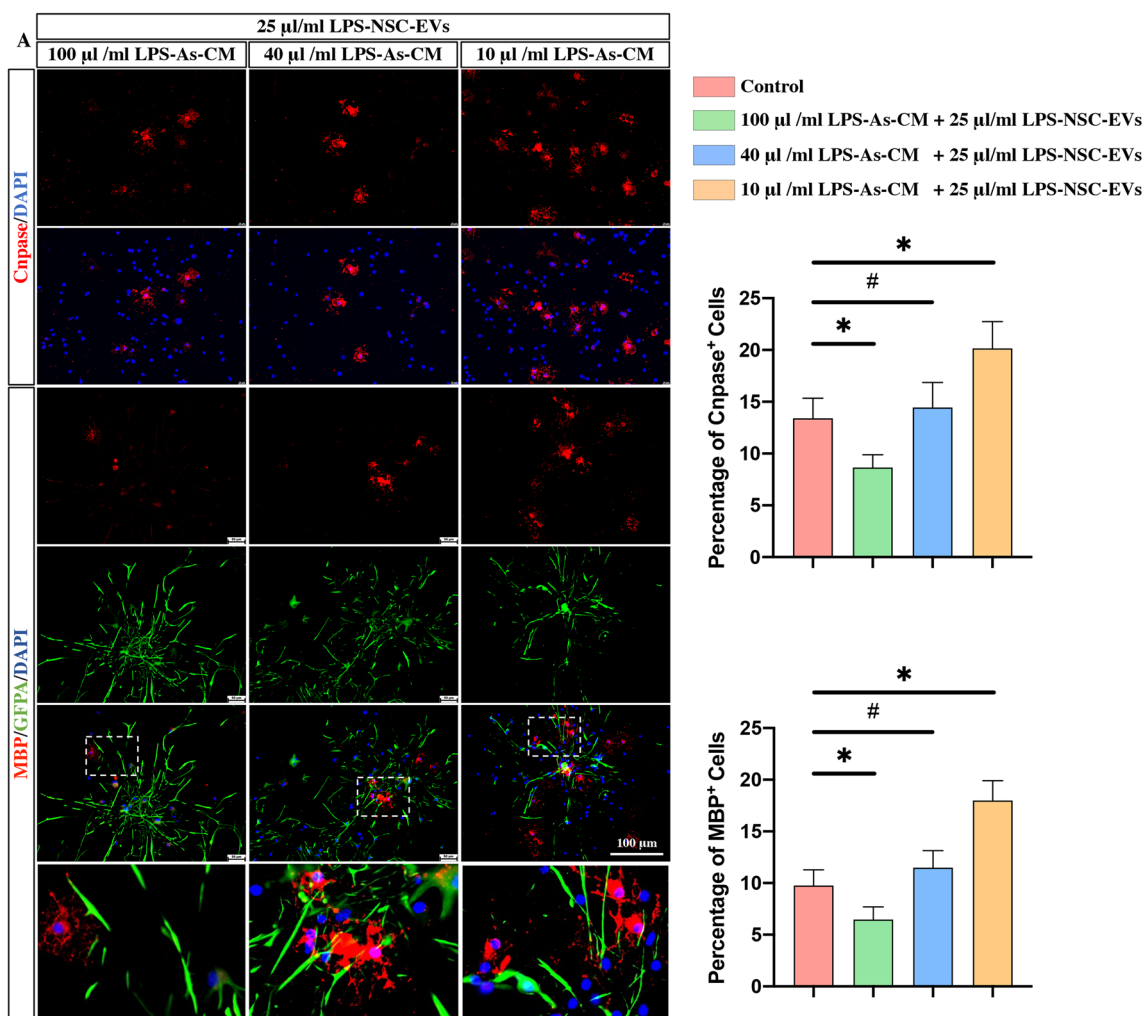 A
25 µl/ml LPS-NSC-EVs
100 µl /ml LPS-As-CM
40 µl /ml LPS-As-CM
10 µl /ml LPS-As-CM
Cnpase/DAPI
MBP/GFPA/DAPI
100 µm
Control
100 µl /ml LPS-As-CM + 25 µl/ml LPS-NSC-EVs
40 µl /ml LPS-As-CM + 25 µl/ml LPS-NSC-EVs
10 µl /ml LPS-As-CM + 25 µl/ml LPS-NSC-EVs
*
#
*
Percentage of Cnpase+ Cells
25
20
15
10
5
0
*
#
*
Percentage of MBP+ Cells
25
20
15
10
5
0